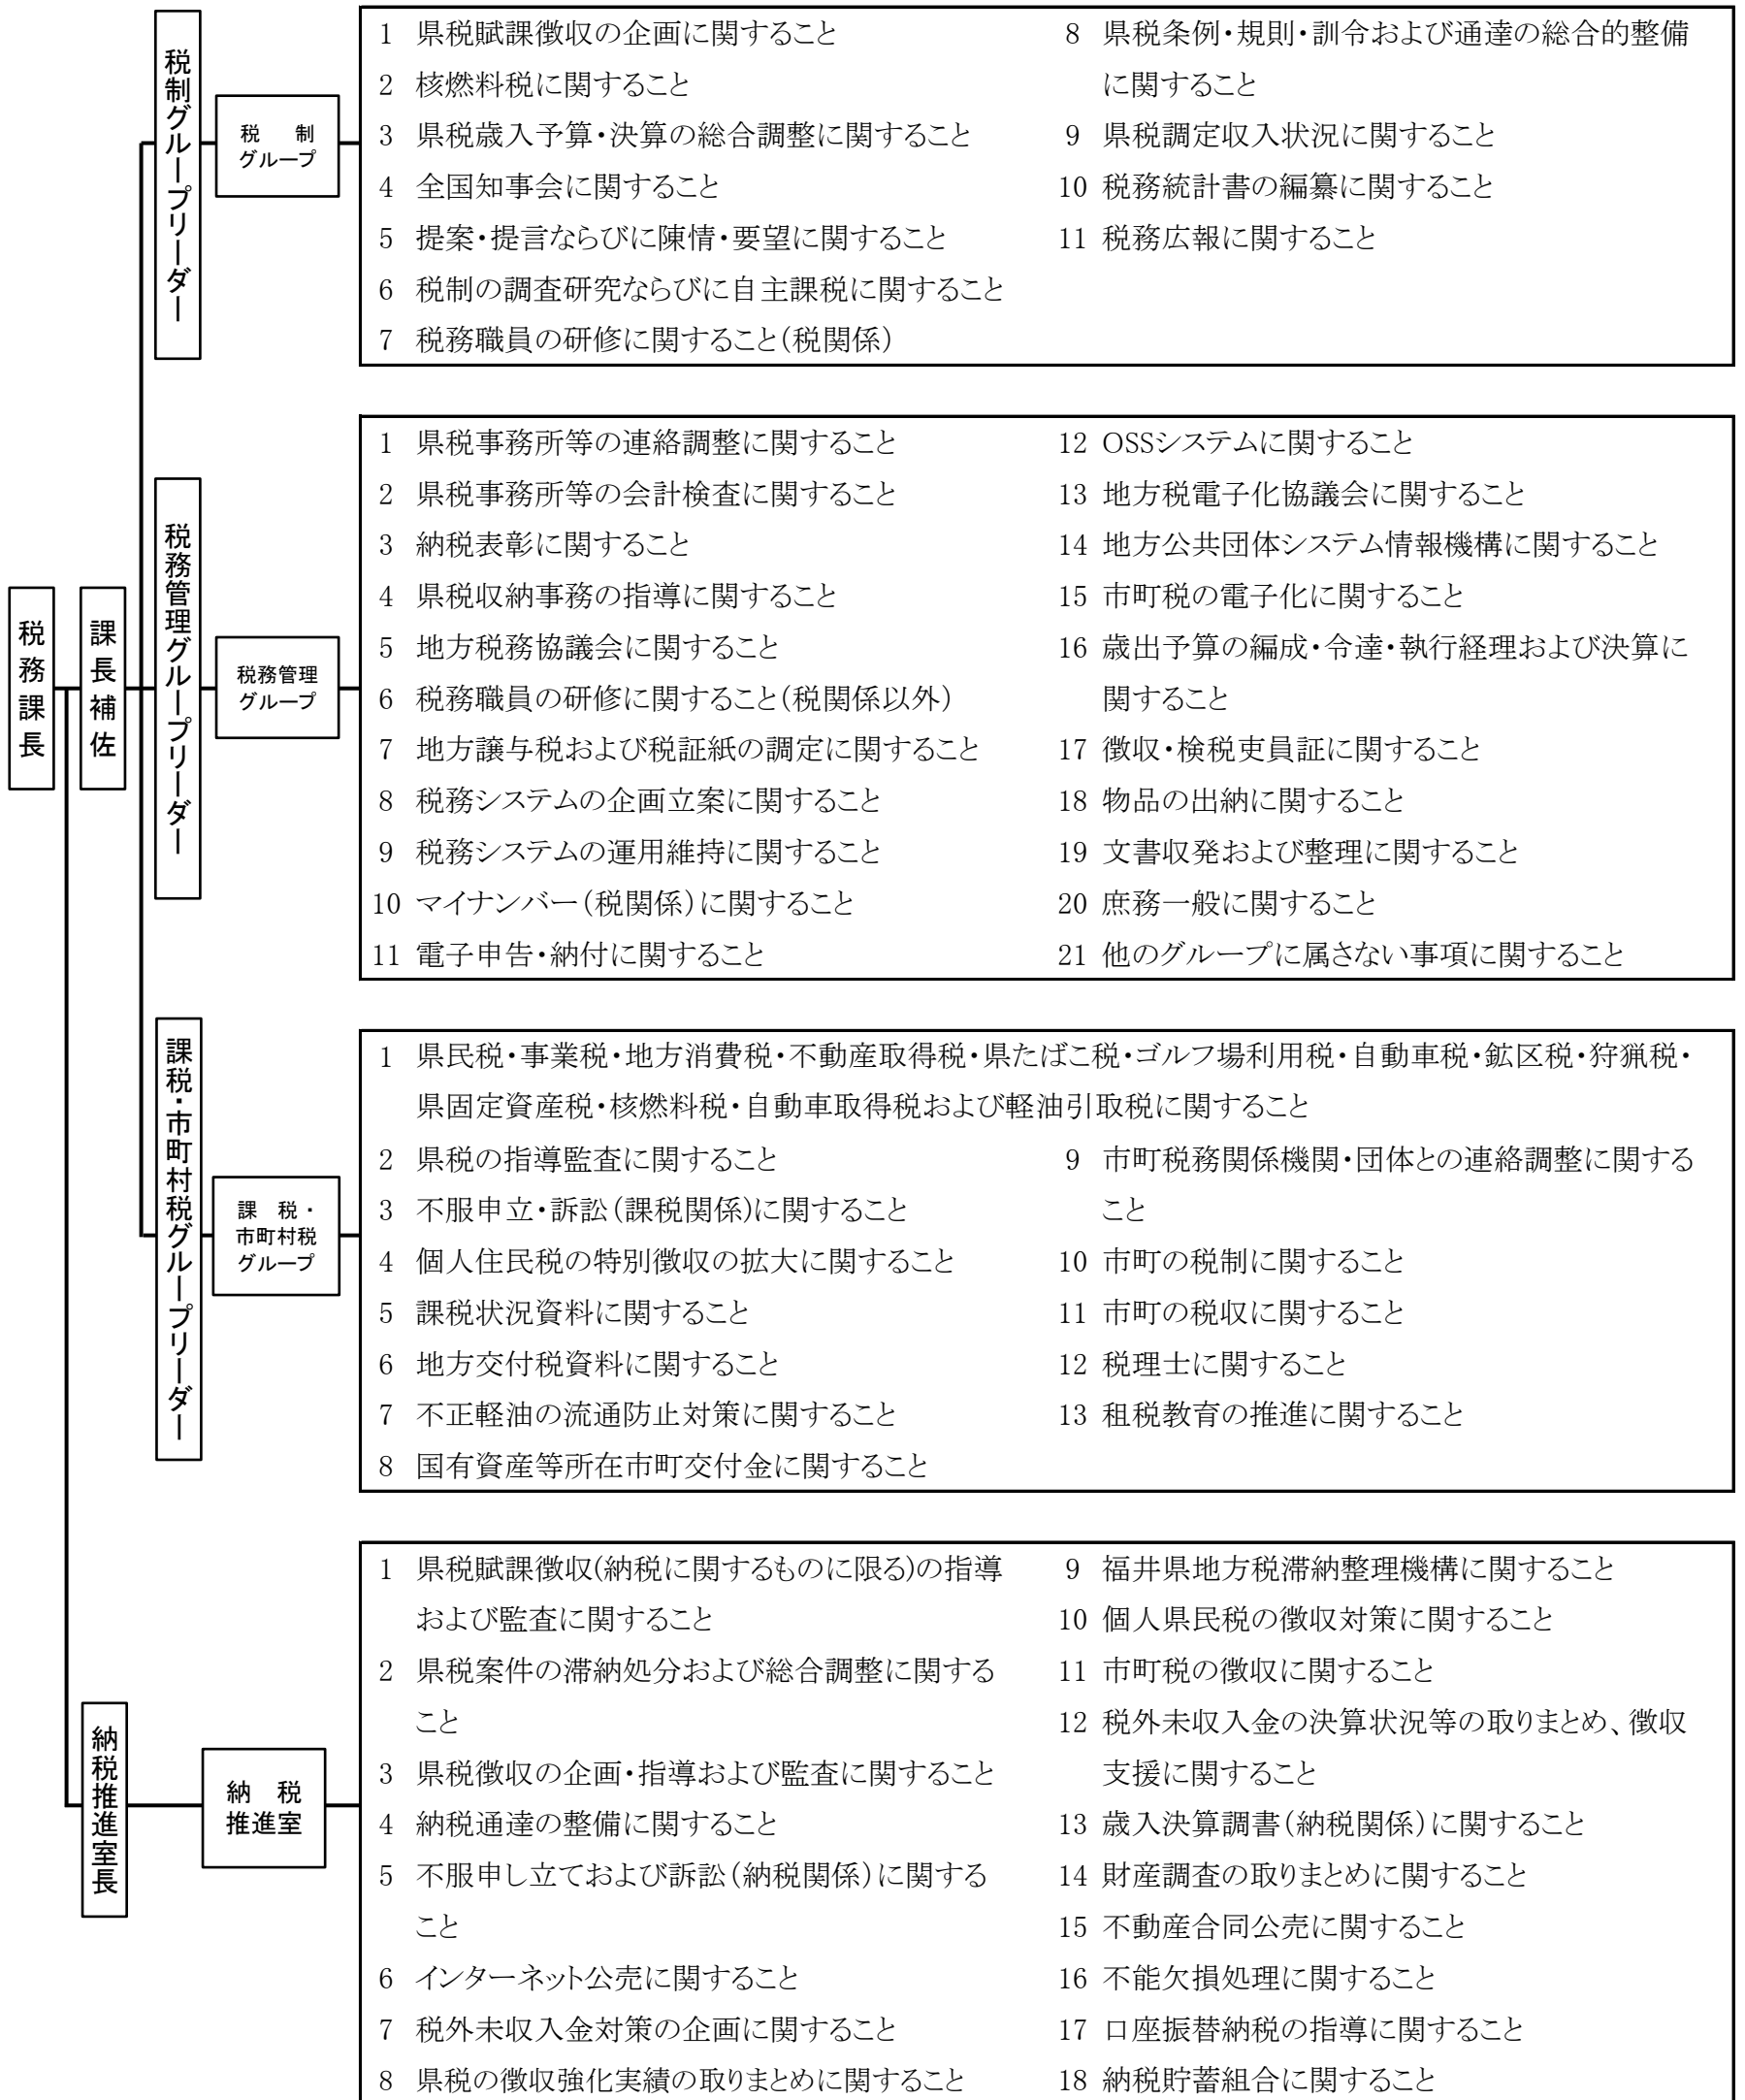 税務課長
課長補佐
税制グループリーダー
税　制
グループ
1 県税賦課徴収の企画に関すること
2 核燃料税に関すること
3 県税歳入予算・決算の総合調整に関すること
4 全国知事会に関すること
5 提案・提言ならびに陳情・要望に関すること
6 税制の調査研究ならびに自主課税に関すること
7 税務職員の研修に関すること(税関係)
8 県税条例・規則・訓令および通達の総合的整備
に関すること
9 県税調定収入状況に関すること
10 税務統計書の編纂に関すること
11 税務広報に関すること
税務管理グループリーダー
税務管理
グループ
1 県税事務所等の連絡調整に関すること
2 県税事務所等の会計検査に関すること
3 納税表彰に関すること
4 県税収納事務の指導に関すること
5 地方税務協議会に関すること
6 税務職員の研修に関すること(税関係以外)
7 地方譲与税および税証紙の調定に関すること
8 税務システムの企画立案に関すること
9 税務システムの運用維持に関すること
10 マイナンバー(税関係)に関すること
11 電子申告・納付に関すること
12 OSSシステムに関すること
13 地方税電子化協議会に関すること
14 地方公共団体システム情報機構に関すること
15 市町税の電子化に関すること
16 歳出予算の編成・令達・執行経理および決算に
関すること
17 徴収・検税吏員証に関すること
18 物品の出納に関すること
19 文書収発および整理に関すること
20 庶務一般に関すること
21 他のグループに属さない事項に関すること
課税・市町村税グループリーダー
課　税・
市町村税
グループ
1 県民税・事業税・地方消費税・不動産取得税・県たばこ税・ゴルフ場利用税・自動車税・鉱区税・狩猟税・
県固定資産税・核燃料税・自動車取得税および軽油引取税に関すること
2 県税の指導監査に関すること
3 不服申立・訴訟(課税関係)に関すること
4 個人住民税の特別徴収の拡大に関すること
5 課税状況資料に関すること
6 地方交付税資料に関すること
7 不正軽油の流通防止対策に関すること
8 国有資産等所在市町交付金に関すること
9 市町税務関係機関・団体との連絡調整に関する
こと
10 市町の税制に関すること
11 市町の税収に関すること
12 税理士に関すること
13 租税教育の推進に関すること
納税推進室長
納　税
推進室
1 県税賦課徴収(納税に関するものに限る)の指導
および監査に関すること
2 県税案件の滞納処分および総合調整に関する
こと
3 県税徴収の企画・指導および監査に関すること
4 納税通達の整備に関すること
5 不服申し立ておよび訴訟(納税関係)に関する
こと
6 インターネット公売に関すること
7 税外未収入金対策の企画に関すること
8 県税の徴収強化実績の取りまとめに関すること
9 福井県地方税滞納整理機構に関すること
10 個人県民税の徴収対策に関すること
11 市町税の徴収に関すること
12 税外未収入金の決算状況等の取りまとめ、徴収
支援に関すること
13 歳入決算調書(納税関係)に関すること
14 財産調査の取りまとめに関すること
15 不動産合同公売に関すること
16 不能欠損処理に関すること
17 口座振替納税の指導に関すること
18 納税貯蓄組合に関すること